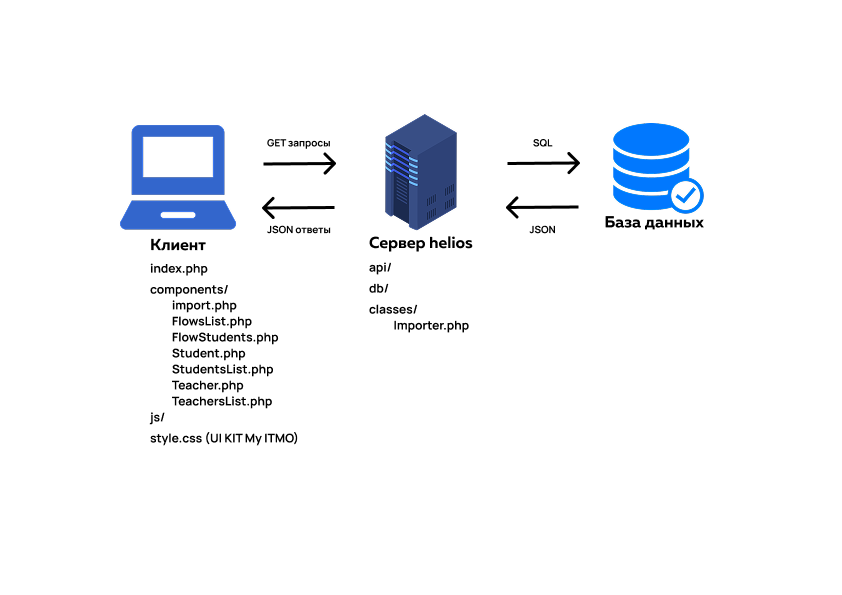 GET запросы
JSON ответы
SQL
JSON
Клиент
index.php
components/
import.php
FlowsList.php
FlowStudents.php
Student.php
StudentsList.php
Teacher.php
TeachersList.php
js/
style.css (UI KIT My ITMO)
Сервер helios
api/
db/
classes/
Importer.php
База данных